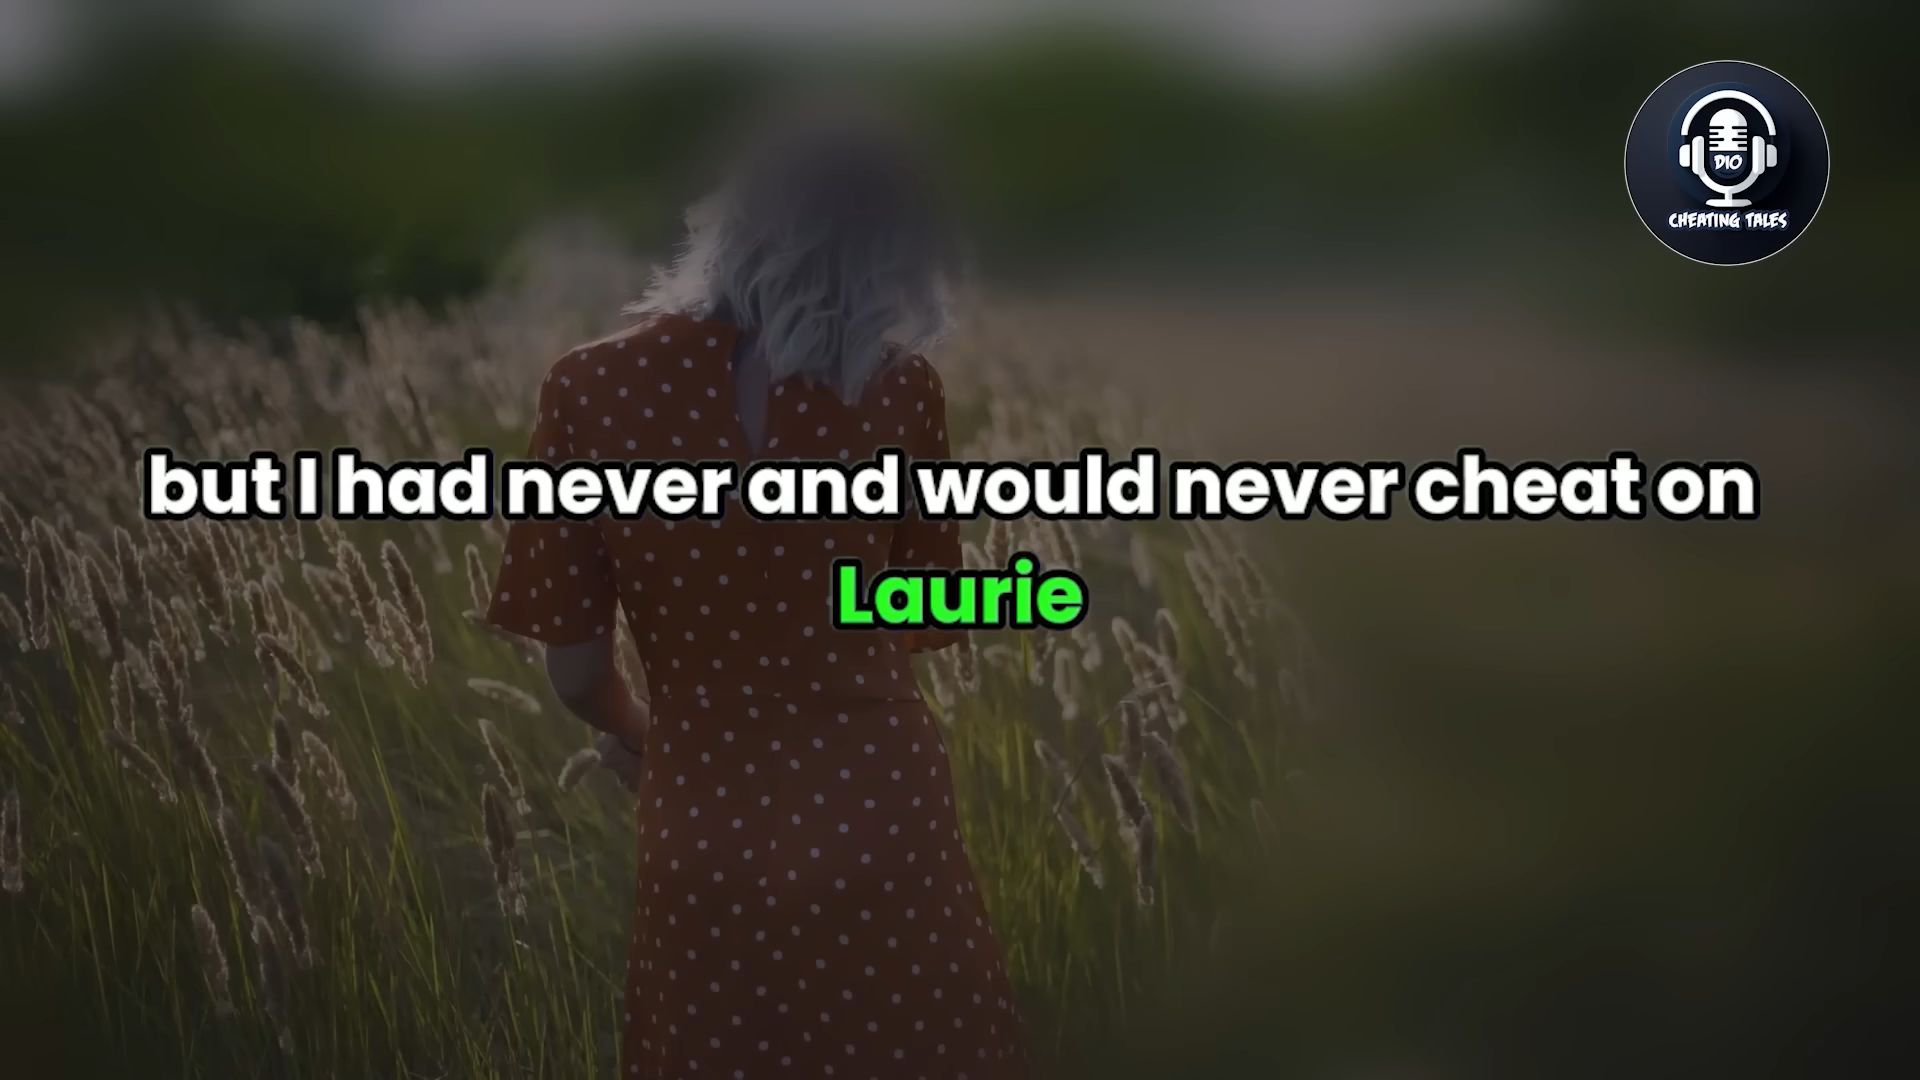 DIO
CHEATING TALES
but I had never and would never cheat on
Laurie